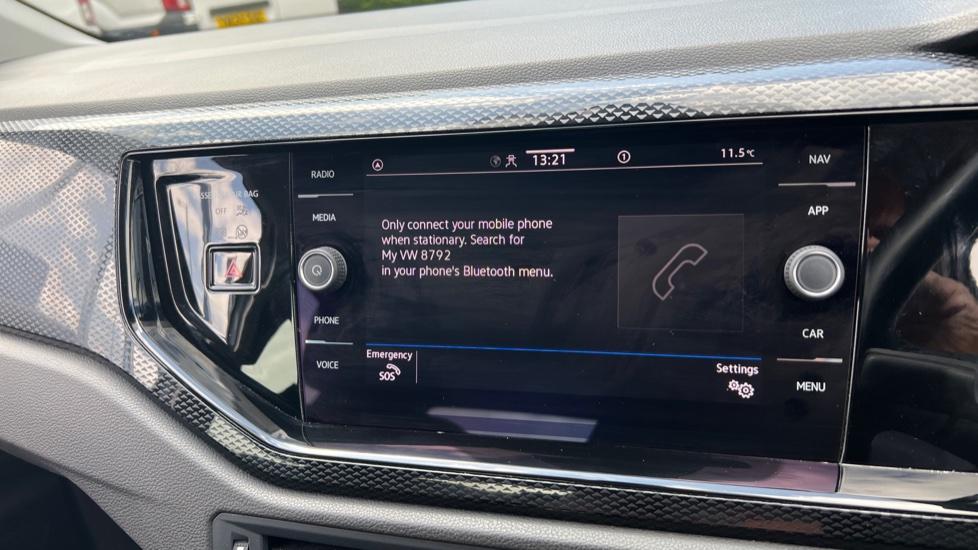 RADIO
13:21
1
11.5°C
NAV
MEDIA
APP
OFF
Only connect your mobile phone
when stationary. Search for
My VW 8792
in your phone's Bluetooth menu.
PHONE
CAR
VOICE
Emergency
SOS
Settings
MENU